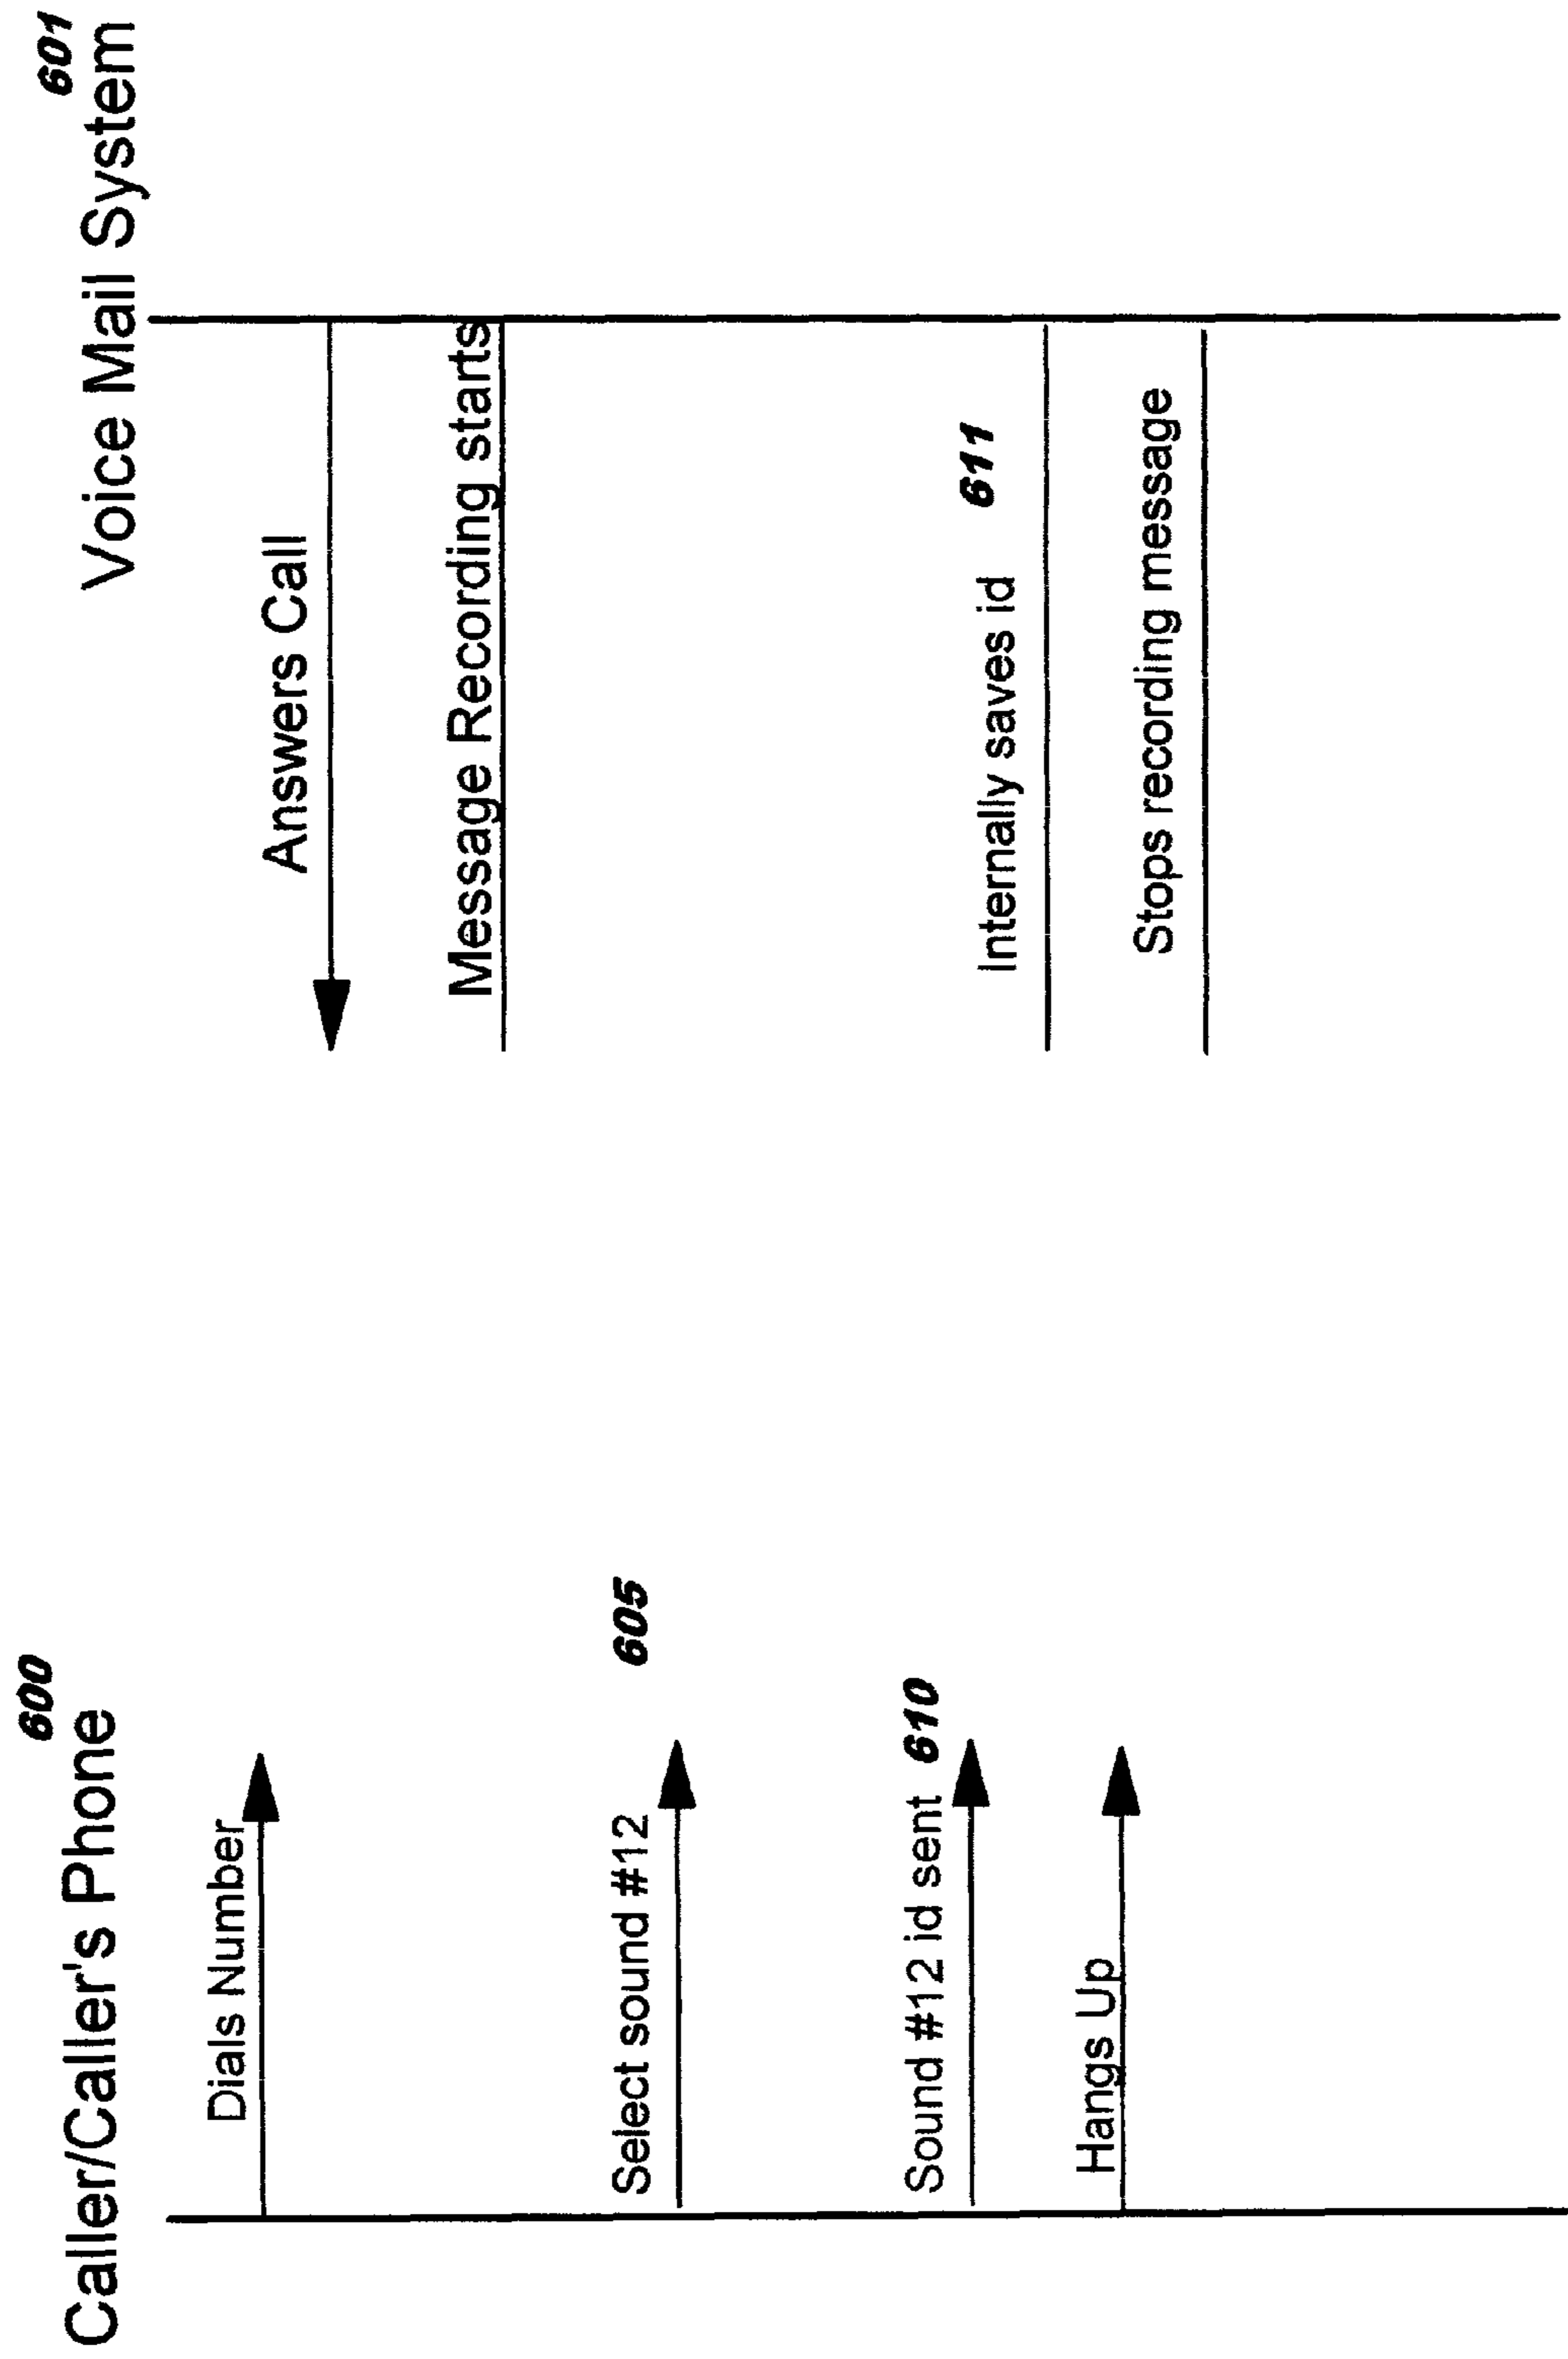 600
Caller/Caller's Phone
601
Voice Mail System
Dials Number
Answers Call
Message Recording starts
Select sound #12 605
Sound #12 id sent 610
Internally saves id 611
Hangs Up
Stops recording message